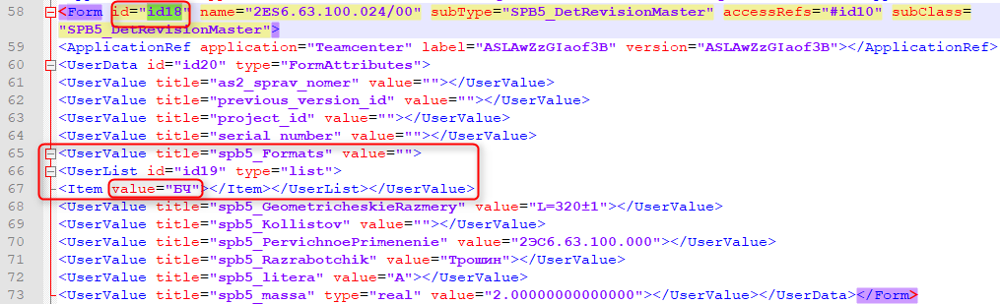 58 <Form id="id18" name="2ES6.63.100.024/00" subType="SPB5_DetRevisionMaster" accessRefs="#id10" subClass=
"SPB5_DetRevisionMaster">
59 <ApplicationRef application="Teamcenter" label="ASLAwZzGIaof3B" version="ASLAwZzGIaof3B"></ApplicationRef>
60 <UserData id="id20" type="FormAttributes">
61 <UserValue title="as2_sprav_nomer" value=""></UserValue>
62 <UserValue title="previous_version_id" value=""></UserValue>
63 <UserValue title="project_id" value=""></UserValue>
64 <UserValue title="serial_number" value=""></UserValue>
65 <UserValue title="spb5_Formats" value="">
66 <UserList id="id19" type="list">
67 <Item value="БЧ"></Item></UserList></UserValue>
68 <UserValue title="spb5_GeometricheskieRazmery" value="L=320±1"></UserValue>
69 <UserValue title="spb5_Kollistov" value=""></UserValue>
70 <UserValue title="spb5_PervichnoePrimenenie" value="2ЭС6.63.100.000"></UserValue>
71 <UserValue title="spb5_Razrabotchik" value="Трошин"></UserValue>
72 <UserValue title="spb5_litera" value="А"></UserValue>
73 <UserValue title="spb5_massa" type="real" value="2.00000000000000"></UserValue></UserData></Form>